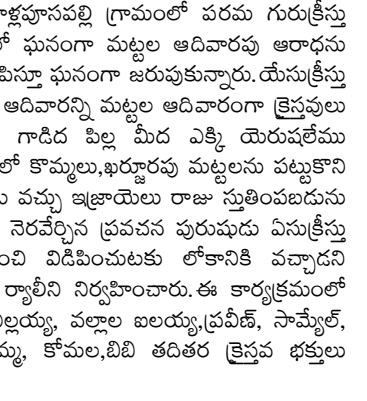 ళ్లపూసపల్లి గ్రామంలో పరమ గురుక్రీస్తు
లో ఘనంగా మట్టల ఆదివారపు ఆరాధను
పిస్తూ ఘనంగా జరుపుకున్నారు.యేసుక్రీస్తు
ఆదివారన్ని మట్టల ఆదివారంగా క్రైస్తవులు
గాడిద పిల్ల మీద ఎక్కి యెరుషలేము
లో కొమ్మలు,ఖర్జూరపు మట్టలను పట్టుకొని
వచ్చు ఇజ్రాయెలు రాజు స్తుతింపబడును
నెరవేర్చిన ప్రవచన పురుషుడు ఏసుక్రీస్తు
ంచి విడిపించుటకు లోకానికి వచ్చాడని
ర్యాలీని నిర్వహించారు.ఈ కార్యక్రమంలో
ల్లయ్య, వల్లాల ఐలయ్య,ప్రవీణ్, సామ్యేల్,
మ్మ, కోమల,బిబి తదితర క్రైస్తవ భక్తులు